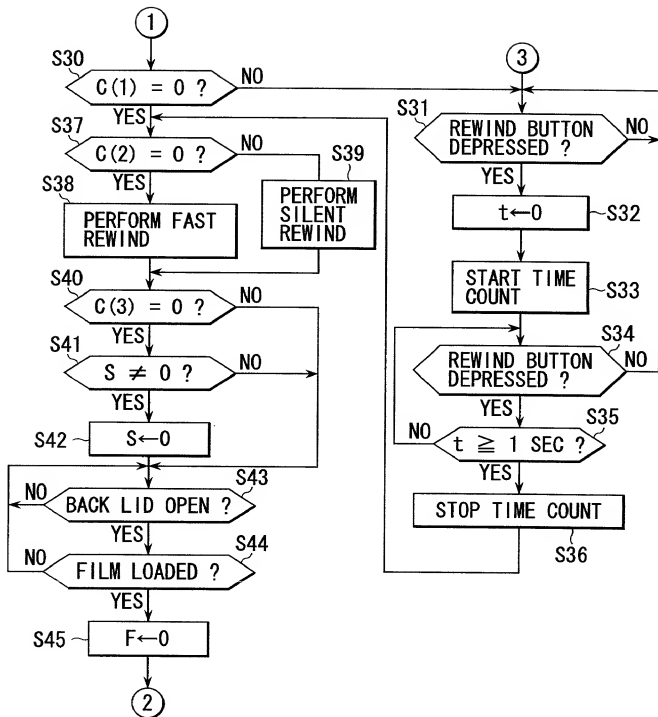 1
S30
C(1) = 0 ?
NO
YES
S37
C(2) = 0 ?
NO
YES
S38
PERFORM FAST
REWIND
S39
PERFORM
SILENT
REWIND
S40
C(3) = 0 ?
NO
YES
S41
S ≠ 0 ?
NO
YES
S42
S←0
S43
NO
BACK LID OPEN ?
YES
S44
NO
FILM LOADED ?
YES
S45
F←0
2
3
S31
REWIND BUTTON
DEPRESSED ?
NO
YES
t←0
S32
START TIME
COUNT
S33
S34
REWIND BUTTON
DEPRESSED ?
NO
YES
S35
NO
t ≧ 1 SEC ?
YES
STOP TIME COUNT
S36